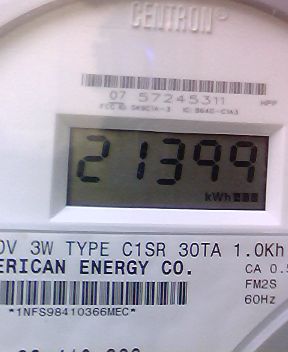 CENTRON®
07 57245311 HPP
21399
kWh
0V 3W TYPE C1SR 30TA 1.0Kh
ERICAN ENERGY CO.
CA 0.5
FM2S
60Hz
*1NFS98410366MEC*